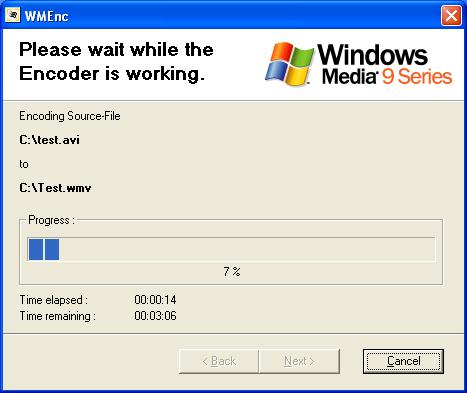 WMEnc
Please wait while the
Encoder is working.
Windows
Media® 9 Series
Encoding Source-File
C:\test.avi
to
C:\Test.wmv
Progress :
7 %
Time elapsed : 00:00:14
Time remaining : 00:03:06
< Back Next > Cancel